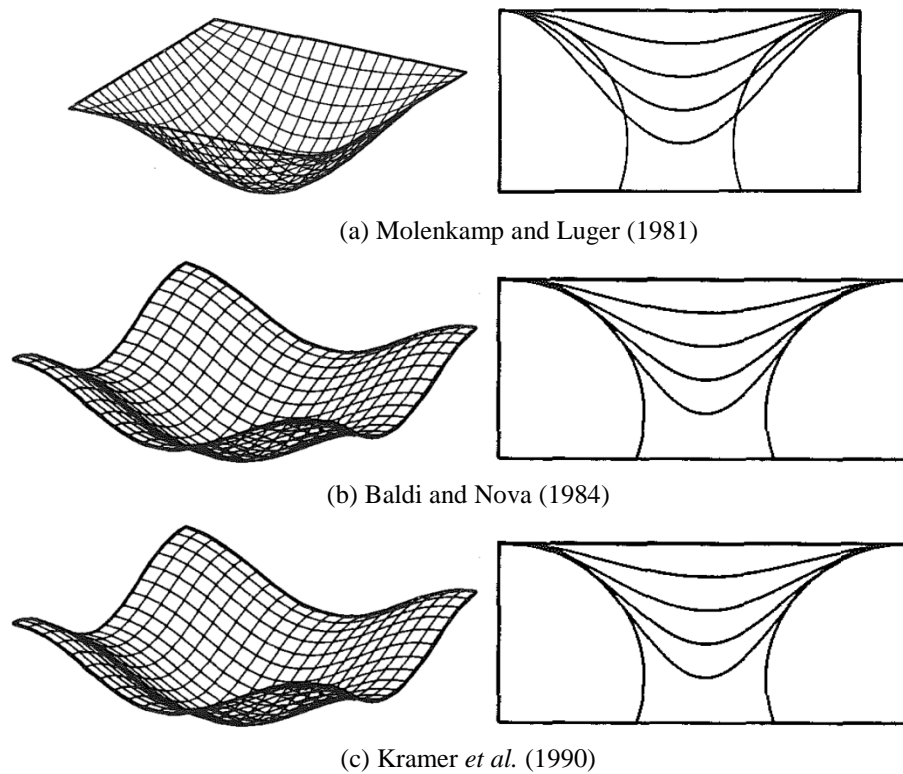 (a) Molenkamp and Luger (1981)
(b) Baldi and Nova (1984)
(c) Kramer et al. (1990)